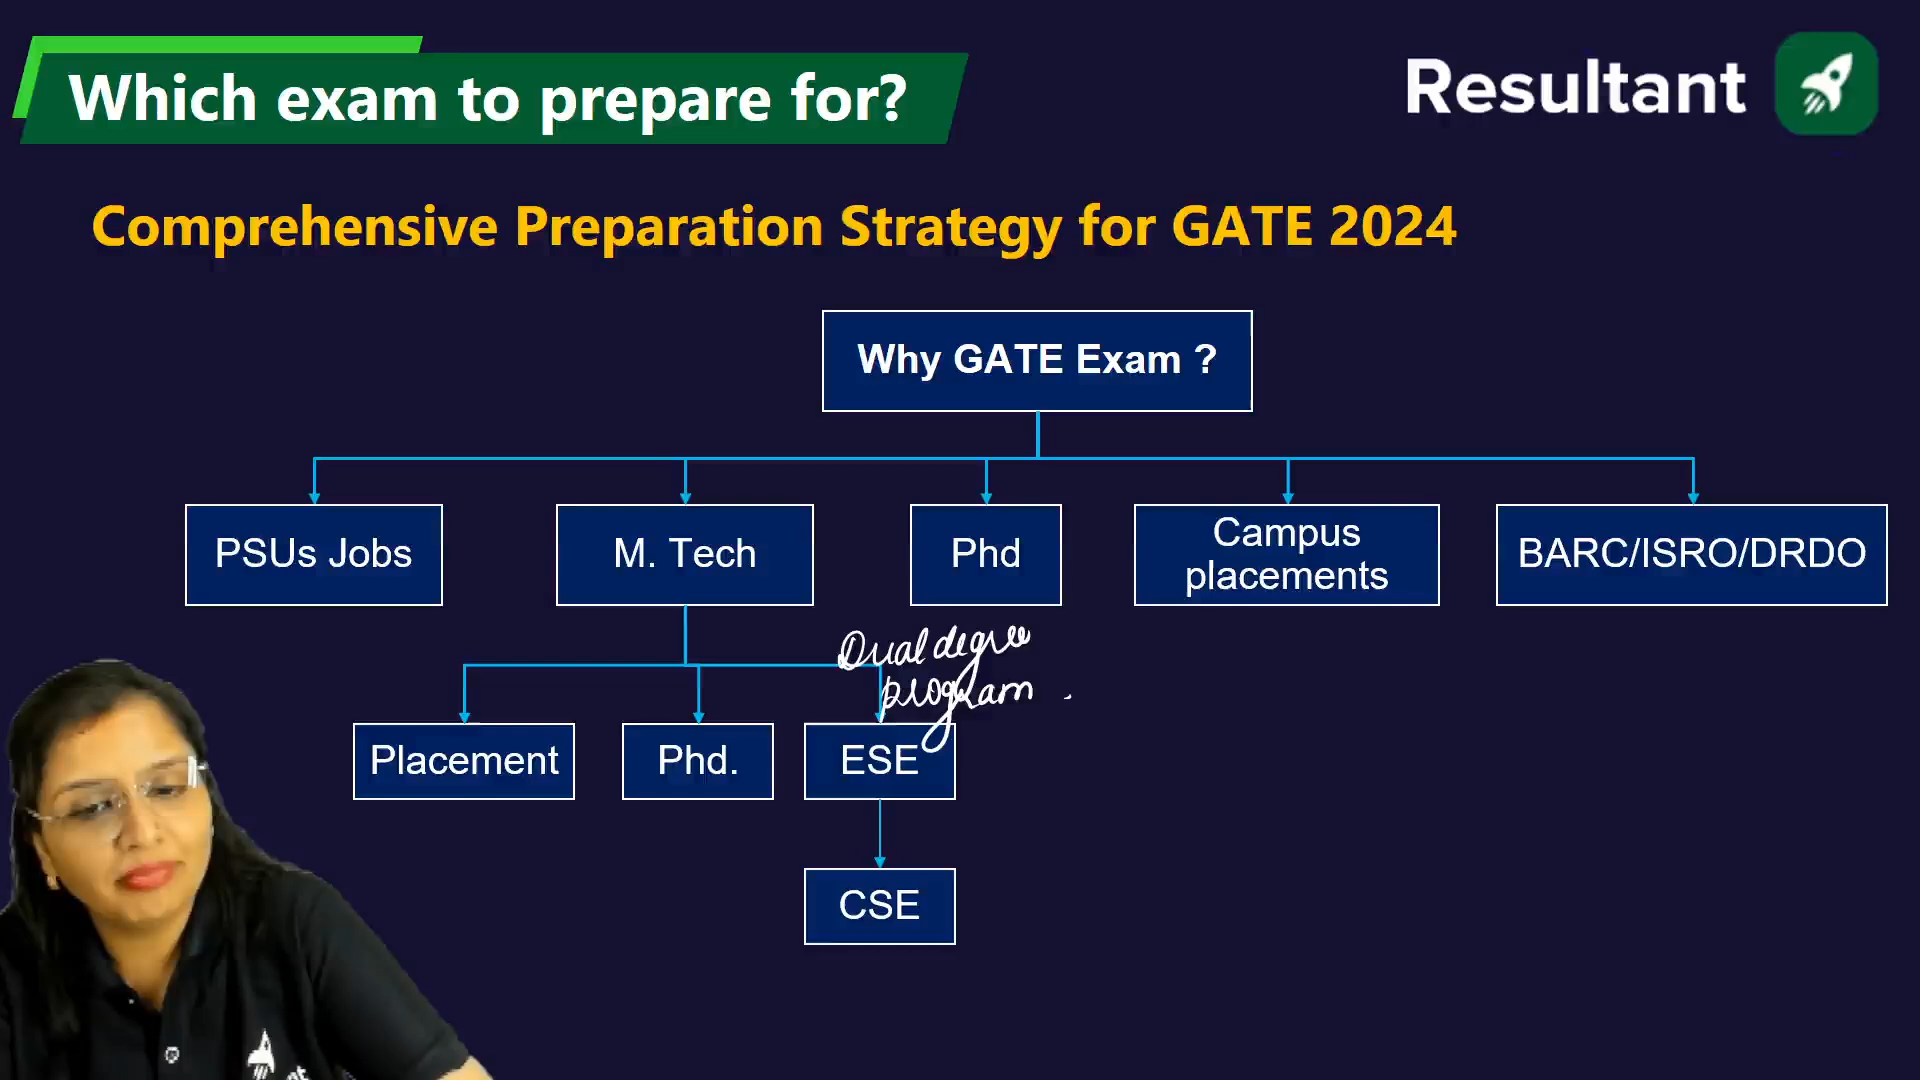 Which exam to prepare for?
Resultant
Comprehensive Preparation Strategy for GATE 2024
Why GATE Exam ?
PSUs Jobs
M. Tech
Phd
Campus
placements
BARC/ISRO/DRDO
Dual degree
program
Placement
Phd.
ESE
CSE